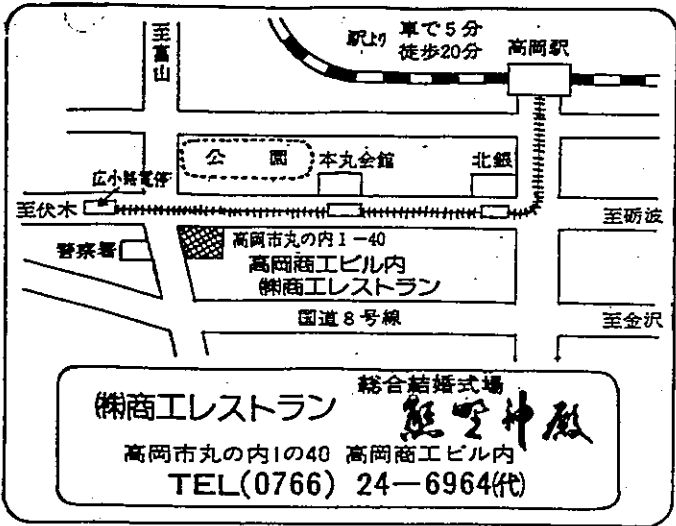 至富山
駅より 車で5分
徒歩20分
高岡駅
公園
本丸会館
北銀
広小路電停
至伏木
至砺波
警察署
高岡市丸の内1-40
高岡商工ビル内
㈱商工レストラン
国道8号線
至金沢
総合結婚式場
㈱商工レストラン 熊野神殿
高岡市丸の内1の40 高岡商工ビル内
TEL(0766) 24-6964㈹